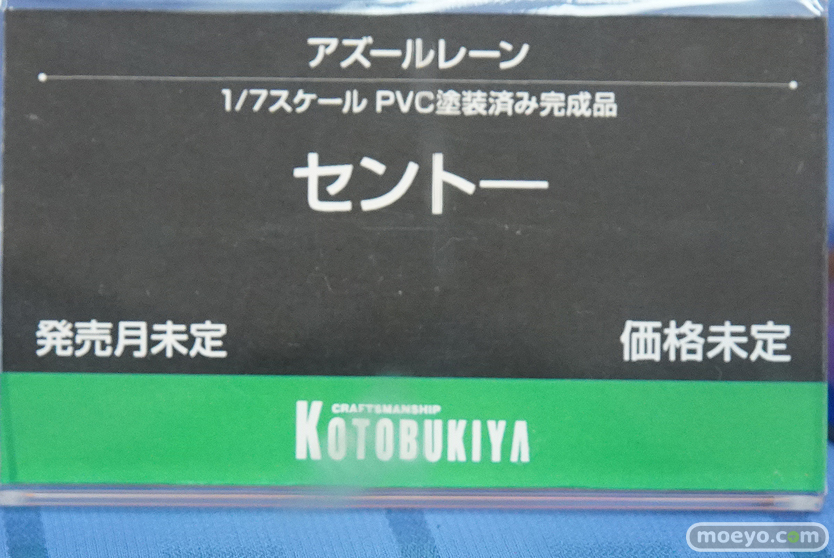 アズールレーン
1/7スケール PVC塗装済み完成品
セントー
発売月未定 価格未定
CRAFTSMANSHIP
KOTOBUKIYA
moeyo.com